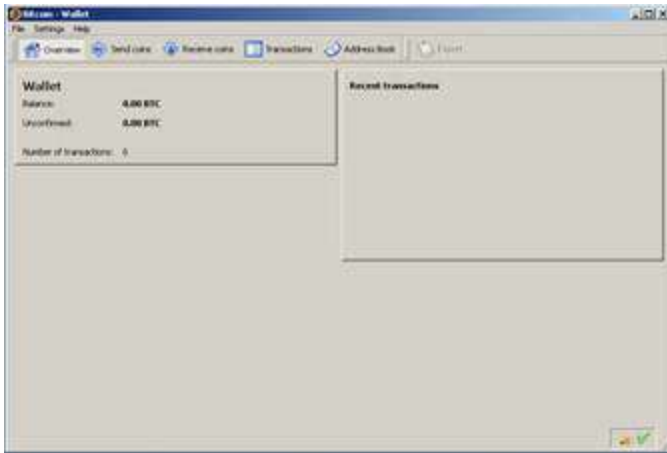 Bitcoin - Wallet
File Settings Help
Overview Send coins Receive coins Transactions Address Book Export
Wallet
Balance: 0.00 BTC
Unconfirmed: 0.00 BTC
Number of transactions: 0
Recent transactions